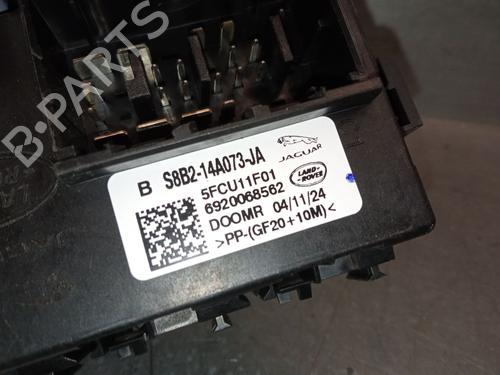 B-PARTS
B S8B2-14A073-JA
JAGUAR
5FCU11F01
6920068562
LAND-
ROVER
DOOMR 04/11/24
>PP-(GF20+10M)<